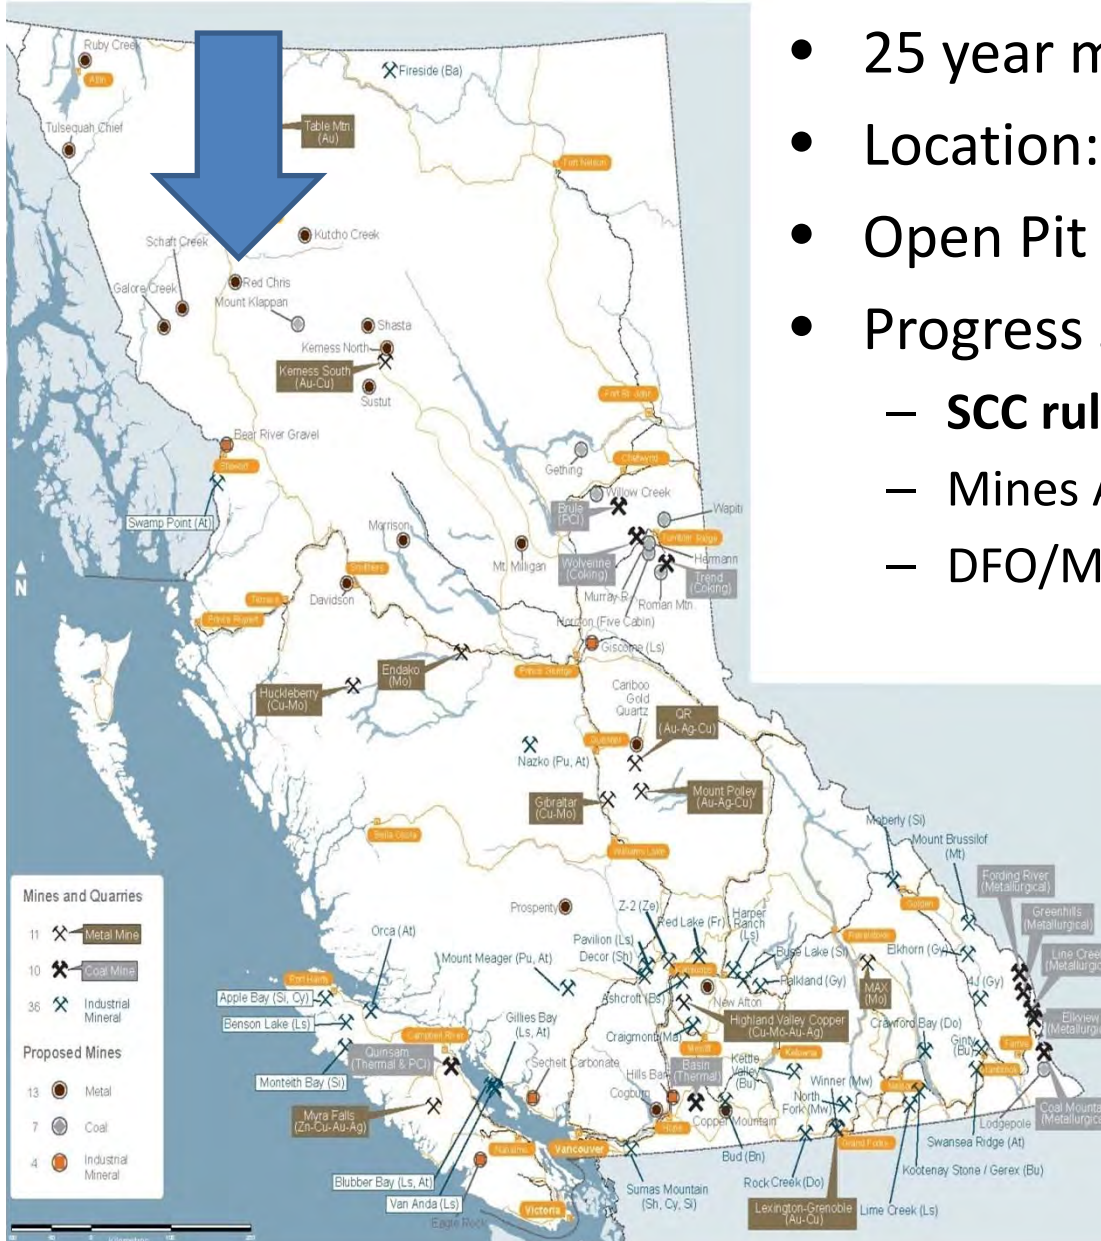 25 year m
Location:
Open Pit
Progress
SCC rul
Mines A
DFO/M
Ruby Creek
Atlin
Fireside (Ba)
Tulsequah Chief
Table Mtn.
(Au)
Fort Nelson
Kutcho Creek
Schaft Creek
Red Chris
Galore Creek
Mount Klappan
Shasta
Kemess North
Kemess South
(Au-Cu)
Sustut
Fort St. John
Bear River Gravel
Stewart
Chetwynd
Gething
Swamp Point (At)
Willow Creek
Brule
(PCI)
Wapiti
Tumbler Ridge
Morrison
Mt. Milligan
Wolverine
(Coking)
Hermann
Trend
(Coking)
Murray R.
Roman Mtn.
Horizon (Five Cabin)
N
Smithers
Davidson
Terrace
Prince Rupert
Giscome (Ls)
Prince George
Endako
(Mo)
Huckleberry
(Cu-Mo)
Cariboo
Gold
Quartz
QR
(Au-Ag-Cu)
Quesnel
Nazko (Pu, At)
Gibraltar
(Cu-Mo)
Mount Polley
(Au-Ag-Cu)
Bella Coola
Williams Lake
Moberly (Si)
Mount Brussilof
(Mt)
Mines and Quarries
11 Metal Mine
10 Coal Mine
36 Industrial
Mineral
Proposed Mines
13 Metal
7 Coal
4 Industrial
Mineral
Fording River
(Metallurgical)
Golden
Greenhills
(Metallurgical)
Prosperity
Z-2 (Ze)
Red Lake (Fr)
Harper
Ranch
(Ls)
Orca (At)
Pavilion (Ls)
Decor (Sh)
Buse Lake (Si)
Revelstoke
Elkhorn (Gy)
Line Cree
(Metallurgic
Mount Meager (Pu, At)
Kamloops
Falkland (Gy)
4J (Gy)
Port Hardy
Apple Bay (Si, Cy)
Ashcroft (Bs)
New Afton
MAX
(Mo)
Benson Lake (Ls)
Gillies Bay
(Ls, At)
Highland Valley Copper
(Cu-Mo-Au-Ag)
Crawford Bay (Do)
Elkview
(Metallurgic
Campbell River
Craigmont (Ma)
Merritt
Ginty
(Bu)
Fernie
Quinsam
(Thermal & PCI)
Sechelt Carbonate
Basin
(Thermal)
Kettle
Valley
(Bu)
Kelowna
Cranbrook
Monteith Bay (Si)
Hills Bar
Winner (Mw)
Nelson
Cogburn
North
Fork (Mw)
Myra Falls
(Zn-Cu-Au-Ag)
Copper Mountain
Lodgepole
Coal Mounta
(Metallurgic
Hope
Grand Forks
Swansea Ridge (At)
Nanaimo
Vancouver
Bud (Bn)
Kootenay Stone / Gerex (Bu)
Blubber Bay (Ls, At)
Sumas Mountain
(Sh, Cy, Si)
Rock Creek (Do)
Van Anda (Ls)
Lexington-Grenoble
(Au-Cu)
Lime Creek (Ls)
Victoria
Eagle Rock
Kilometres